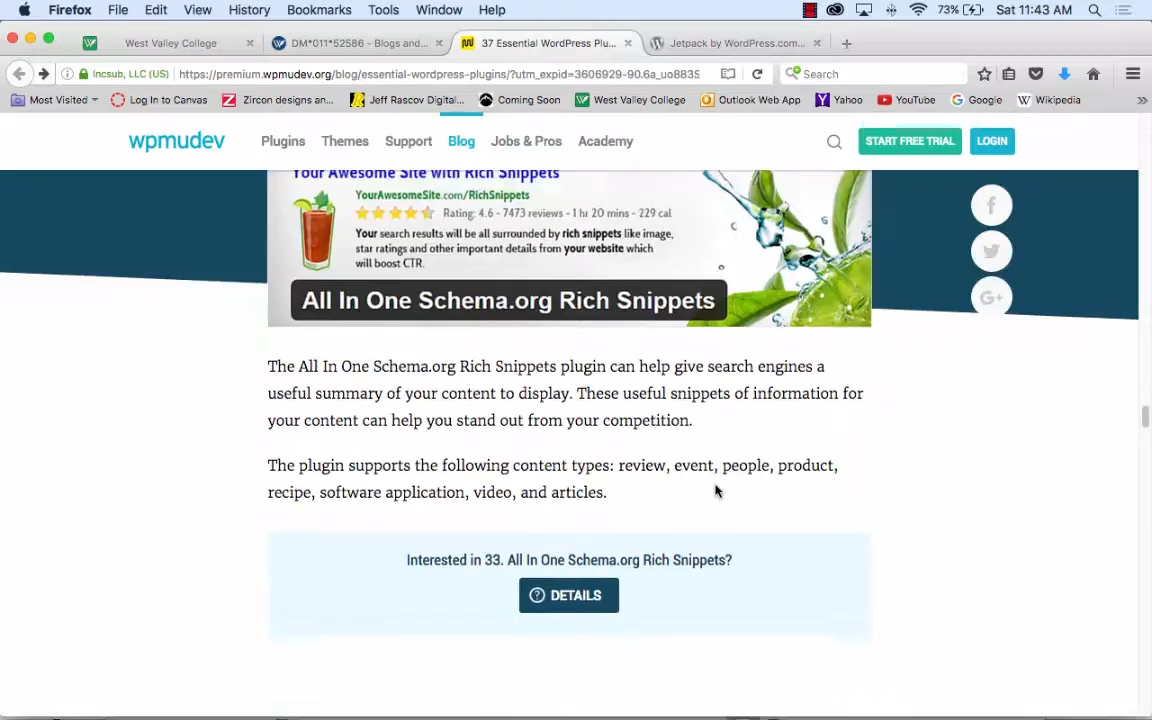 Firefox File Edit View History Bookmarks Tools Window Help 73% Sat 11:43 AM
West Valley College × DM*011*52586 - Blogs and... × 37 Essential WordPress Plu... × Jetpack by WordPress.com... × +
Incsub, LLC (US) https://premium.wpmudev.org/blog/essential-wordpress-plugins/?utm_expid=3606929-90.6a_uo883S Search
Most Visited Log In to Canvas Zircon designs an... Jeff Rascov Digital... Coming Soon West Valley College Outlook Web App Yahoo YouTube Google Wikipedia »
wpmudev Plugins Themes Support Blog Jobs & Pros Academy START FREE TRIAL LOGIN
Your Awesome Site with Rich Snippets
YourAwesomeSite.com/RichSnippets
Rating: 4.6 - 7473 reviews - 1 hr 20 mins - 229 cal
Your search results will be all surrounded by rich snippets like image,
star ratings and other important details from your website which
will boost CTR.
All In One Schema.org Rich Snippets
The All In One Schema.org Rich Snippets plugin can help give search engines a
useful summary of your content to display. These useful snippets of information for
your content can help you stand out from your competition.
The plugin supports the following content types: review, event, people, product,
recipe, software application, video, and articles.
Interested in 33. All In One Schema.org Rich Snippets?
DETAILS